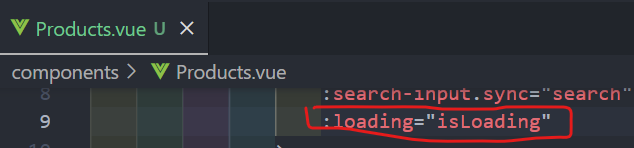 Products.vue U
components > Products.vue
8 :search-input.sync="search"
9 :loading="isLoading"